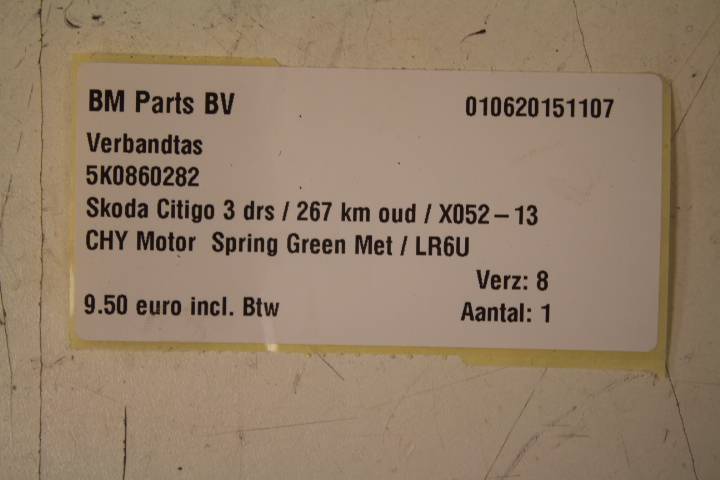 BM Parts BV 010620151107
Verbandtas
5K0860282
Skoda Citigo 3 drs / 267 km oud / X052-13
CHY Motor Spring Green Met / LR6U
Verz: 8
9.50 euro incl. Btw Aantal: 1